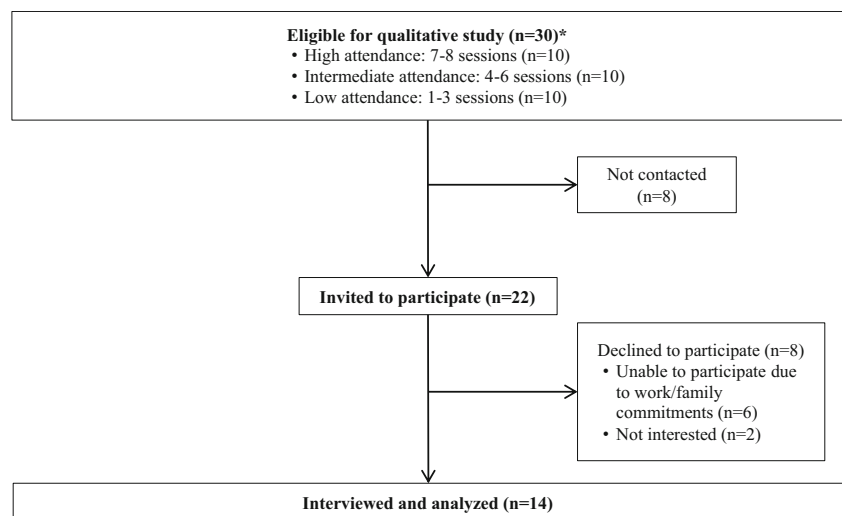 Eligible for qualitative study (n=30)*
• High attendance: 7-8 sessions (n=10)
• Intermediate attendance: 4-6 sessions (n=10)
• Low attendance: 1-3 sessions (n=10)
Not contacted
(n=8)
Invited to participate (n=22)
Declined to participate (n=8)
• Unable to participate due
to work/family
commitments (n=6)
• Not interested (n=2)
Interviewed and analyzed (n=14)